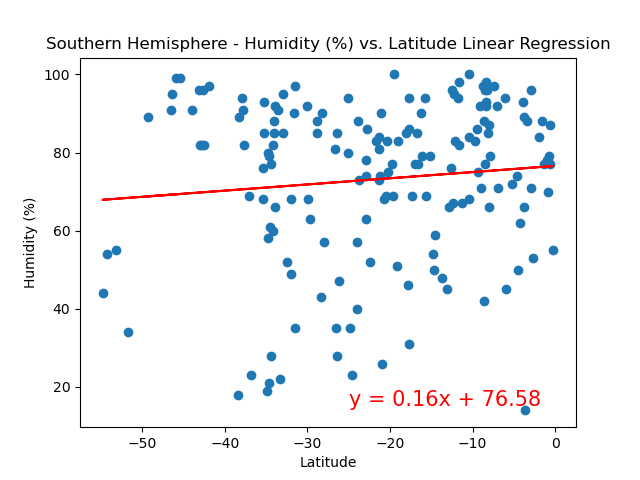 Southern Hemisphere - Humidity (%) vs. Latitude Linear Regression
100
80
60
40
20
Humidity (%)
y = 0.16x + 76.58
−50
−40
−30
−20
−10
0
Latitude